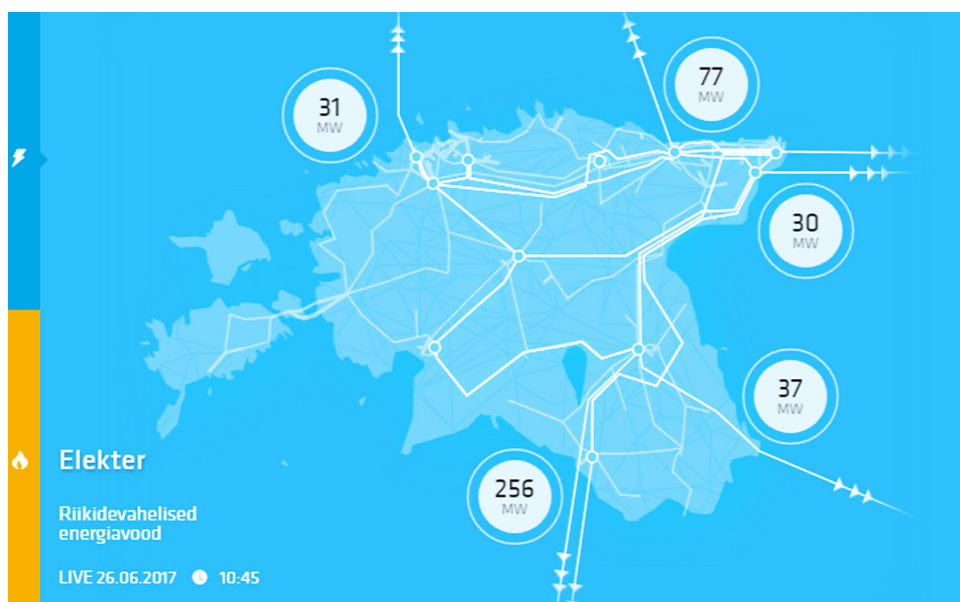 31
MW
77
MW
30
MW
37
MW
256
MW
Elekter
Riikidevahelised
energiavood
LIVE 26.06.2017 10:45